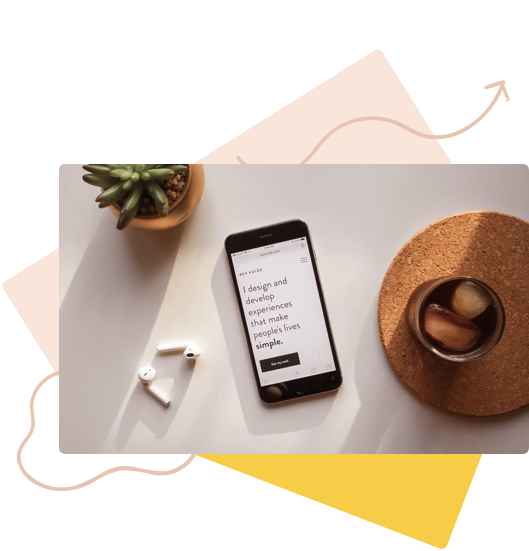 BEN KOLDE
I design and
develop
experiences
that make
people's lives
simple.
See my work